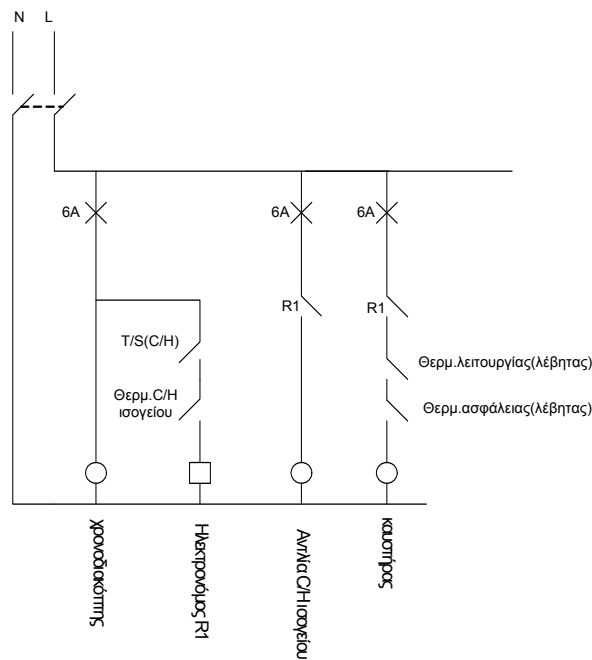 N L
6A 6A 6A
R1 R1
T/S(C/H)
Θερμ.λειτουργίας(λέβητας)
Θερμ.C/H
ισογείου
Θερμ.ασφάλειας(λέβητας)
χρονοδιακόπτης
Ηλεκτρονόμος R1
Αντλία C/H ισογείου
καυστήρας